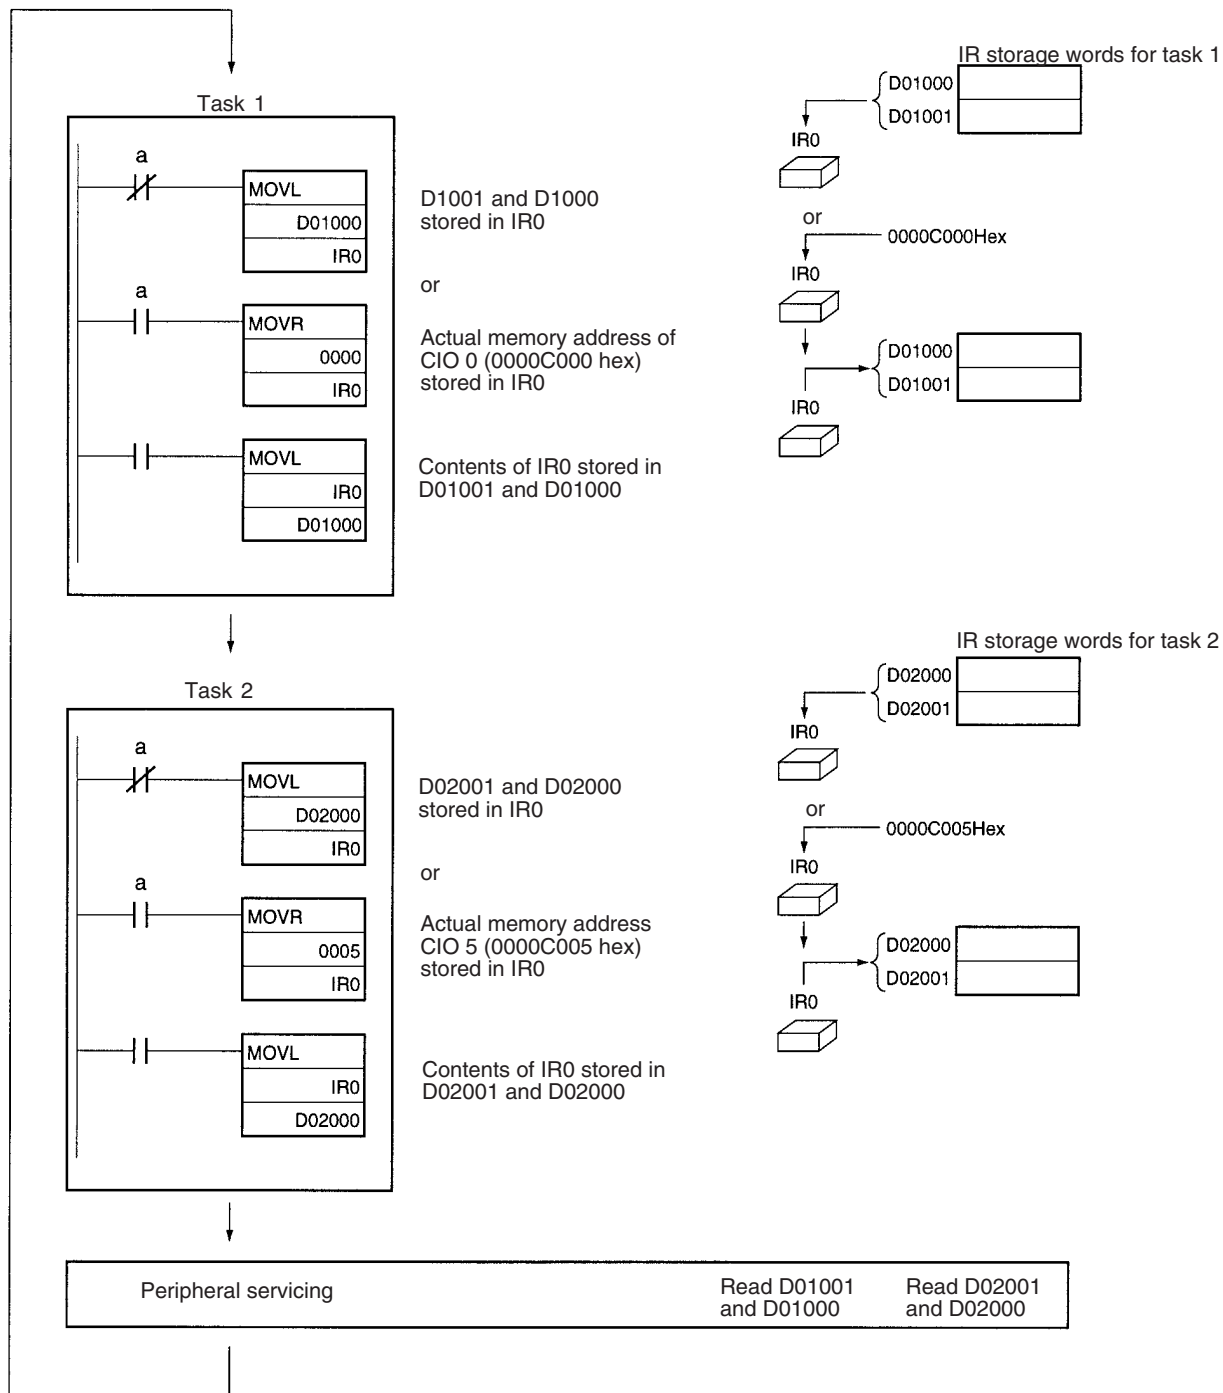 IR storage words for task 1
Task 1
D01000
D01001
IR0
a
MOVL
D01000
IR0
D1001 and D1000
stored in IR0
or
0000C000Hex
IR0
a
MOVR
0000
IR0
or
Actual memory address of
CIO 0 (0000C000 hex)
stored in IR0
D01000
D01001
IR0
MOVL
IR0
D01000
Contents of IR0 stored in
D01001 and D01000
IR storage words for task 2
Task 2
D02000
D02001
IR0
a
MOVL
D02000
IR0
D02001 and D02000
stored in IR0
or
0000C005Hex
IR0
a
MOVR
0005
IR0
or
Actual memory address
CIO 5 (0000C005 hex)
stored in IR0
D02000
D02001
IR0
MOVL
IR0
D02000
Contents of IR0 stored in
D02001 and D02000
Peripheral servicing
Read D01001
and D01000
Read D02001
and D02000